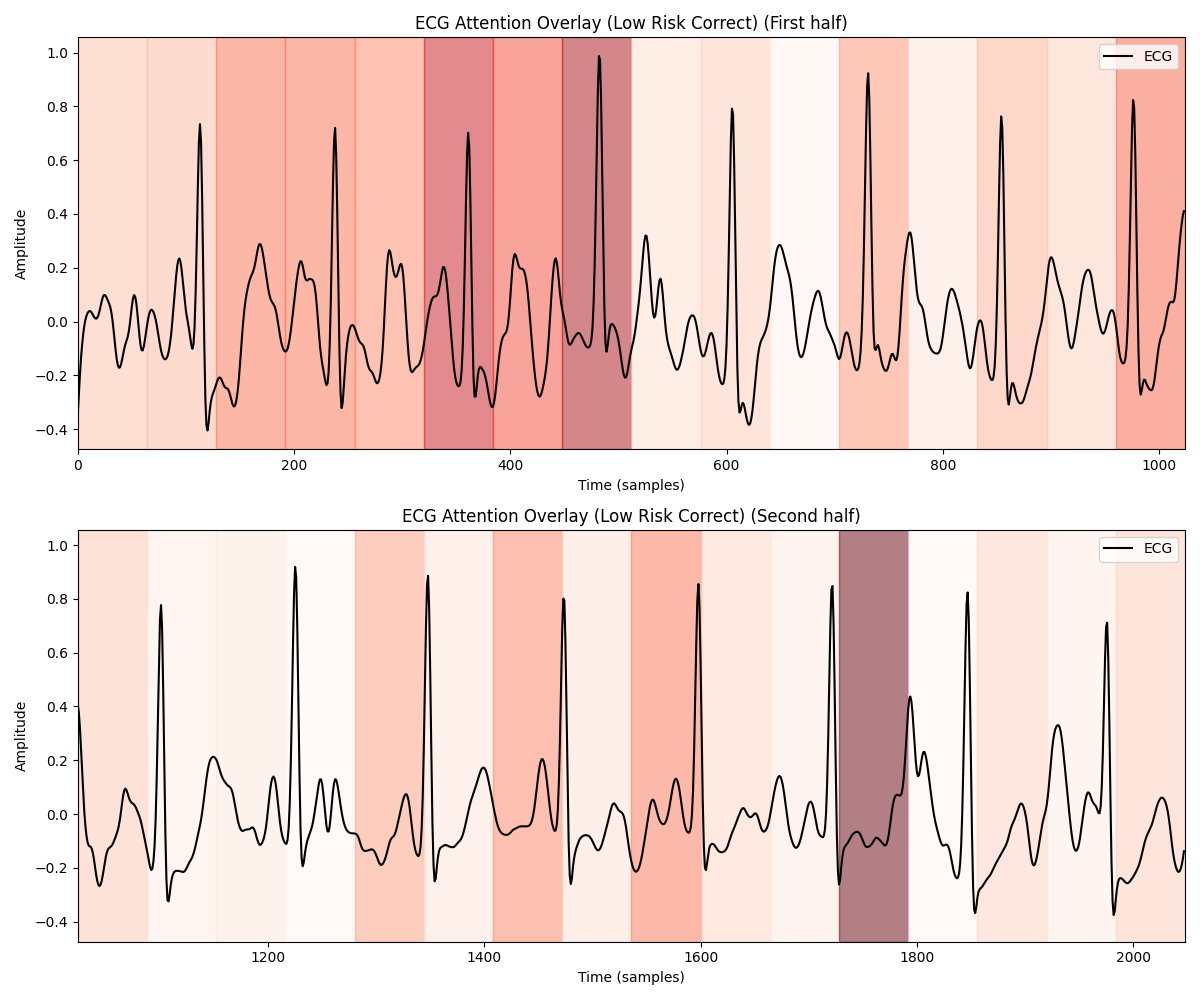 ECG Attention Overlay (Low Risk Correct) (First half)
1.0
0.8
0.6
0.4
0.2
0.0
−0.2
−0.4
Amplitude
ECG
0 200 400 600 800 1000
Time (samples)
ECG Attention Overlay (Low Risk Correct) (Second half)
1.0
0.8
0.6
0.4
0.2
0.0
−0.2
−0.4
Amplitude
ECG
1200 1400 1600 1800 2000
Time (samples)